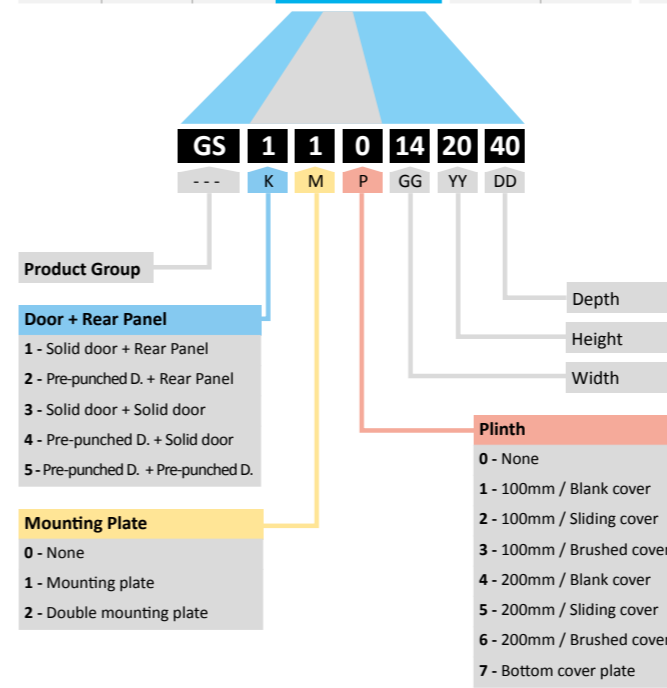 GS 1 1 0 14 20 40
- - - K M P GG YY DD
Product Group
Door + Rear Panel
1 - Solid door + Rear Panel
2 - Pre-punched D. + Rear Panel
3 - Solid door + Solid door
4 - Pre-punched D. + Solid door
5 - Pre-punched D. + Pre-punched D.
Mounting Plate
0 - None
1 - Mounting plate
2 - Double mounting plate
Depth
Height
Width
Plinth
0 - None
1 - 100mm / Blank cover
2 - 100mm / Sliding cover
3 - 100mm / Brushed cover
4 - 200mm / Blank cover
5 - 200mm / Sliding cover
6 - 200mm / Brushed cover
7 - Bottom cover plate